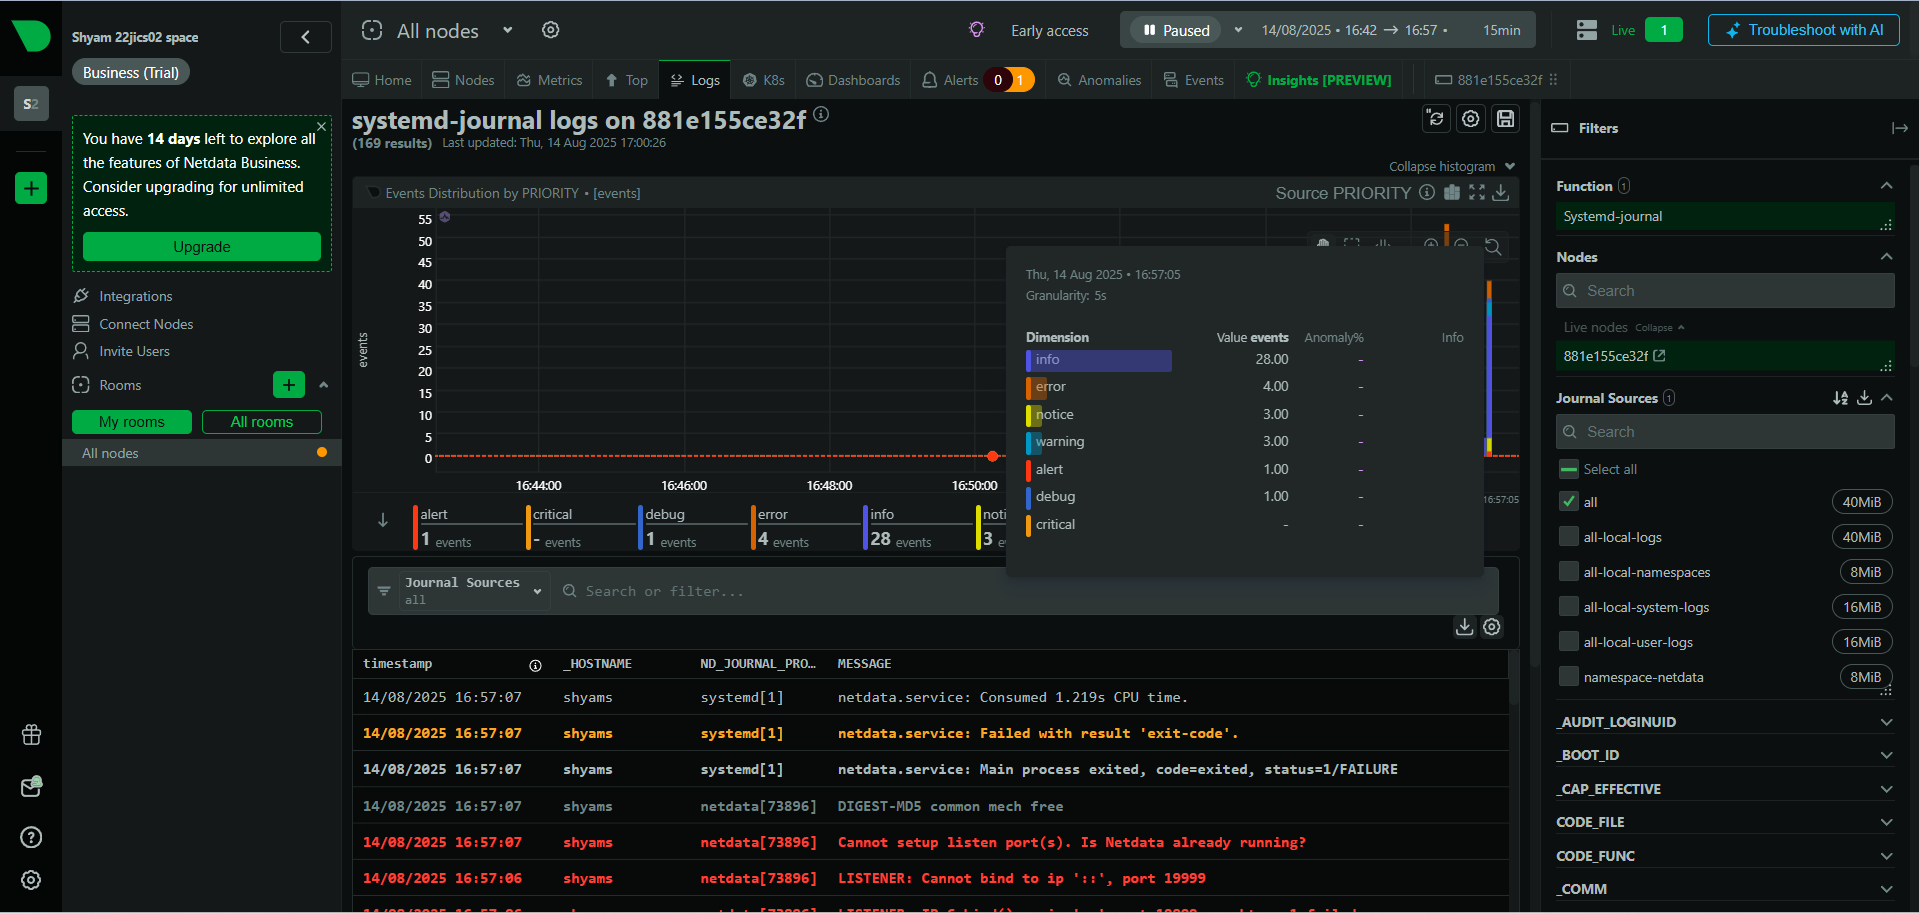 Shyam 22jics02 space
Business (Trial)
S2
You have 14 days left to explore all
the features of Netdata Business.
Consider upgrading for unlimited
access.
Upgrade
Integrations
Connect Nodes
Invite Users
Rooms
My rooms
All rooms
All nodes
All nodes
Early access
Paused
14/08/2025 • 16:42 → 16:57 •
15min
Live
1
Troubleshoot with AI
Home
Nodes
Metrics
Top
Logs
K8s
Dashboards
Alerts
0
1
Anomalies
Events
Insights [PREVIEW]
881e155ce32f
systemd-journal logs on 881e155ce32f
(169 results) Last updated: Thu, 14 Aug 2025 17:00:26
Collapse histogram
Events Distribution by PRIORITY • [events]
Source PRIORITY
events
55
50
45
40
35
30
25
20
15
10
5
0
16:44:00
16:46:00
16:48:00
16:50:00
16:57:05
Thu, 14 Aug 2025 • 16:57:05
Granularity: 5s
Dimension Value events Anomaly% Info
info 28.00 -
error 4.00 -
notice 3.00 -
warning 3.00 -
alert 1.00 -
debug 1.00 -
critical - -
alert
1 events
critical
- events
debug
1 events
error
4 events
info
28 events
noti
3 e
Journal Sources
all
Search or filter...
timestamp _HOSTNAME ND_JOURNAL_PRO… MESSAGE
14/08/2025 16:57:07 shyams systemd[1] netdata.service: Consumed 1.219s CPU time.
14/08/2025 16:57:07 shyams systemd[1] netdata.service: Failed with result 'exit-code'.
14/08/2025 16:57:07 shyams systemd[1] netdata.service: Main process exited, code=exited, status=1/FAILURE
14/08/2025 16:57:07 shyams netdata[73896] DIGEST-MD5 common mech free
14/08/2025 16:57:07 shyams netdata[73896] Cannot setup listen port(s). Is Netdata already running?
14/08/2025 16:57:06 shyams netdata[73896] LISTENER: Cannot bind to ip '::', port 19999
Filters
Function 1
Systemd-journal
Nodes
Search
Live nodes Collapse
881e155ce32f
Journal Sources 1
Search
Select all
all 40MiB
all-local-logs 40MiB
all-local-namespaces 8MiB
all-local-system-logs 16MiB
all-local-user-logs 16MiB
namespace-netdata 8MiB
_AUDIT_LOGINUID
_BOOT_ID
_CAP_EFFECTIVE
CODE_FILE
CODE_FUNC
_COMM